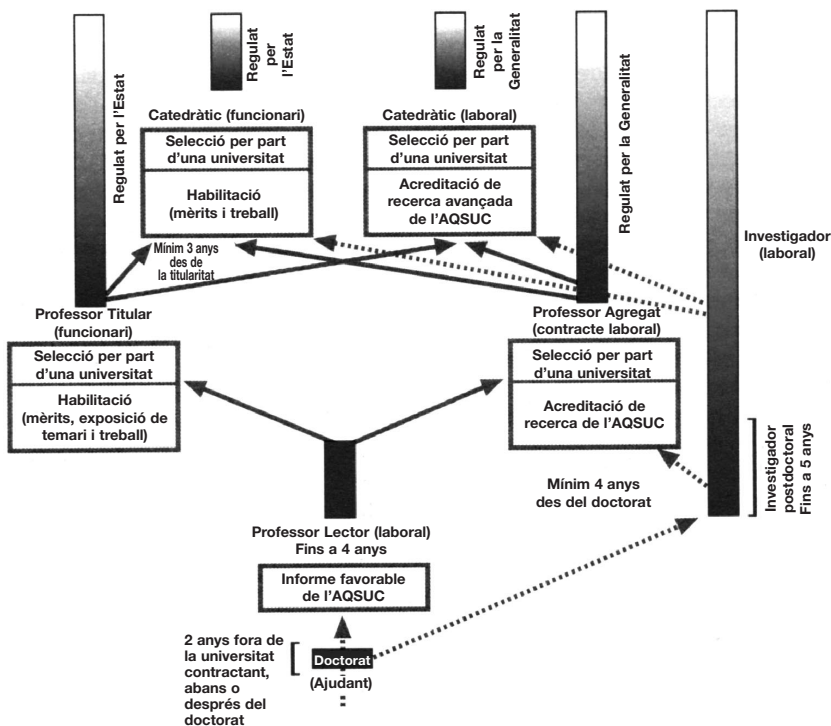 Regulat
per
l'Estat
Regulat
per la
Generalitat
Regulat per l'Estat
Regulat per la Generalitat
Catedràtic (funcionari)
Selecció per part
d'una universitat
Habilitació
(mèrits i treball)
Catedràtic (laboral)
Selecció per part
d'una universitat
Acreditació de
recerca avançada
de l'AQSUC
Investigador
(laboral)
Mínim 3 anys
des de
la titularitat
Professor Titular
(funcionari)
Selecció per part
d'una universitat
Habilitació
(mèrits, exposició de
temari i treball)
Professor Agregat
(contracte laboral)
Selecció per part
d'una universitat
Acreditació de
recerca de l'AQSUC
Investigador
postdoctoral
Fins a 5 anys
Mínim 4 anys
des del doctorat
Professor Lector (laboral)
Fins a 4 anys
Informe favorable
de l'AQSUC
2 anys fora de
la universitat
contractant,
abans o
després del
doctorat
Doctorat
(Ajudant)